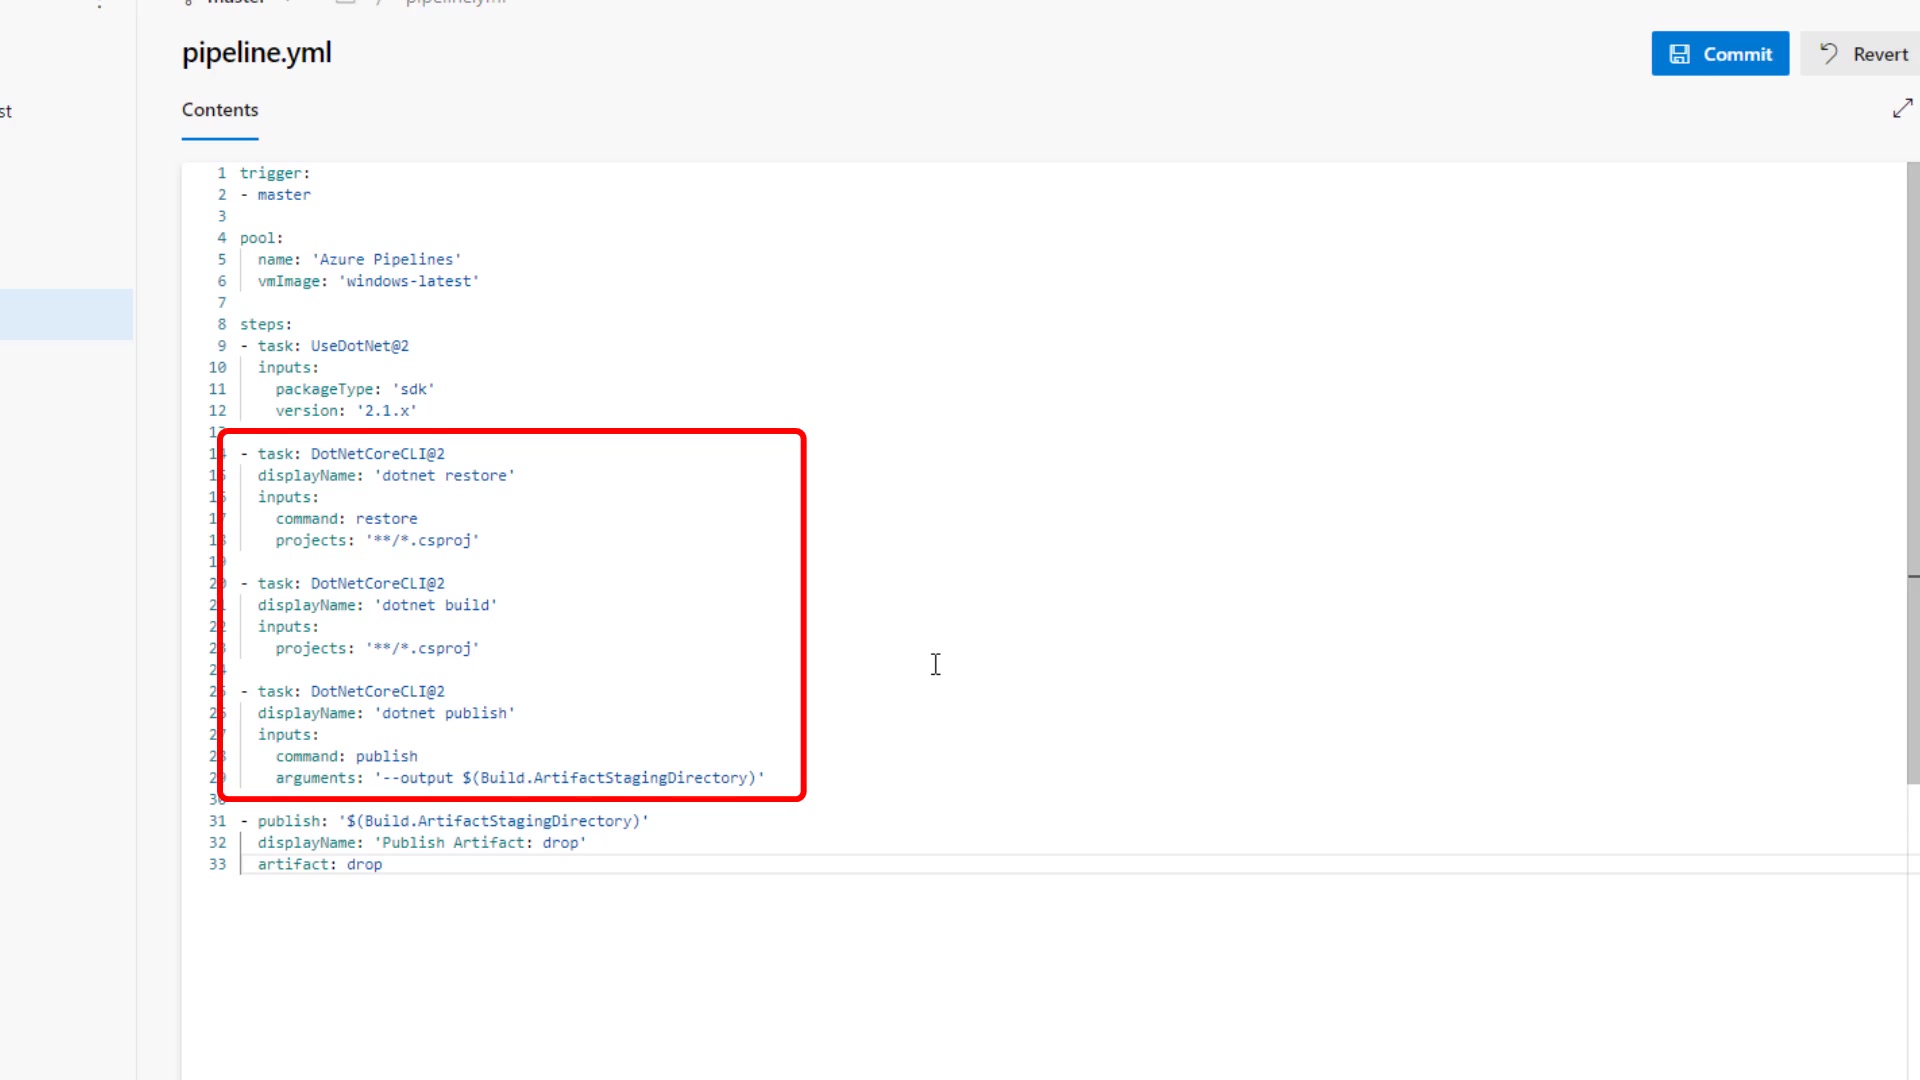 master / pipeline.yml
pipeline.yml
Commit
Revert
st
Contents
1 trigger:
2 - master
3
4 pool:
5 name: 'Azure Pipelines'
6 vmImage: 'windows-latest'
7
8 steps:
9 - task: UseDotNet@2
10 inputs:
11 packageType: 'sdk'
12 version: '2.1.x'
13
14 - task: DotNetCoreCLI@2
15 displayName: 'dotnet restore'
16 inputs:
17 command: restore
18 projects: '**/*.csproj'
19
20 - task: DotNetCoreCLI@2
21 displayName: 'dotnet build'
22 inputs:
23 projects: '**/*.csproj'
24
25 - task: DotNetCoreCLI@2
26 displayName: 'dotnet publish'
27 inputs:
28 command: publish
29 arguments: '--output $(Build.ArtifactStagingDirectory)'
30
31 - publish: '$(Build.ArtifactStagingDirectory)'
32 displayName: 'Publish Artifact: drop'
33 artifact: drop